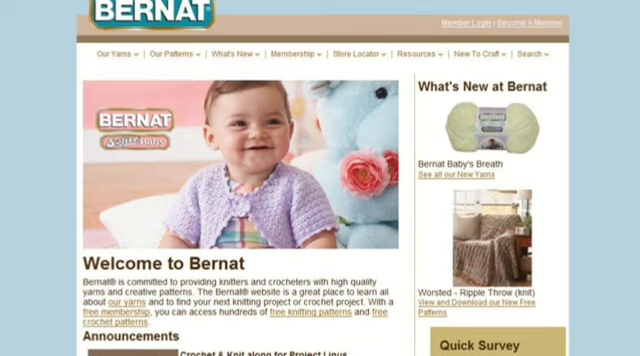 BERNAT
Member Login | Become A Member
Our Yarns | Our Patterns | What's New | Membership | Store Locator | Resources | New To Craft | Search
BERNAT
Softee Baby
Welcome to Bernat
Bernat® is committed to providing knitters and crocheters with high quality
yarns and creative patterns. The Bernat® website is a great place to learn all
about our yarns and to find your next knitting project or crochet project. With a
free membership, you can access hundreds of free knitting patterns and free
crochet patterns.
Announcements
Crochet & Knit along for Project Linus
What's New at Bernat
Bernat Baby's Breath
See all our New Yarns
Worsted - Ripple Throw (knit)
View and Download our New Free
Patterns
Quick Survey